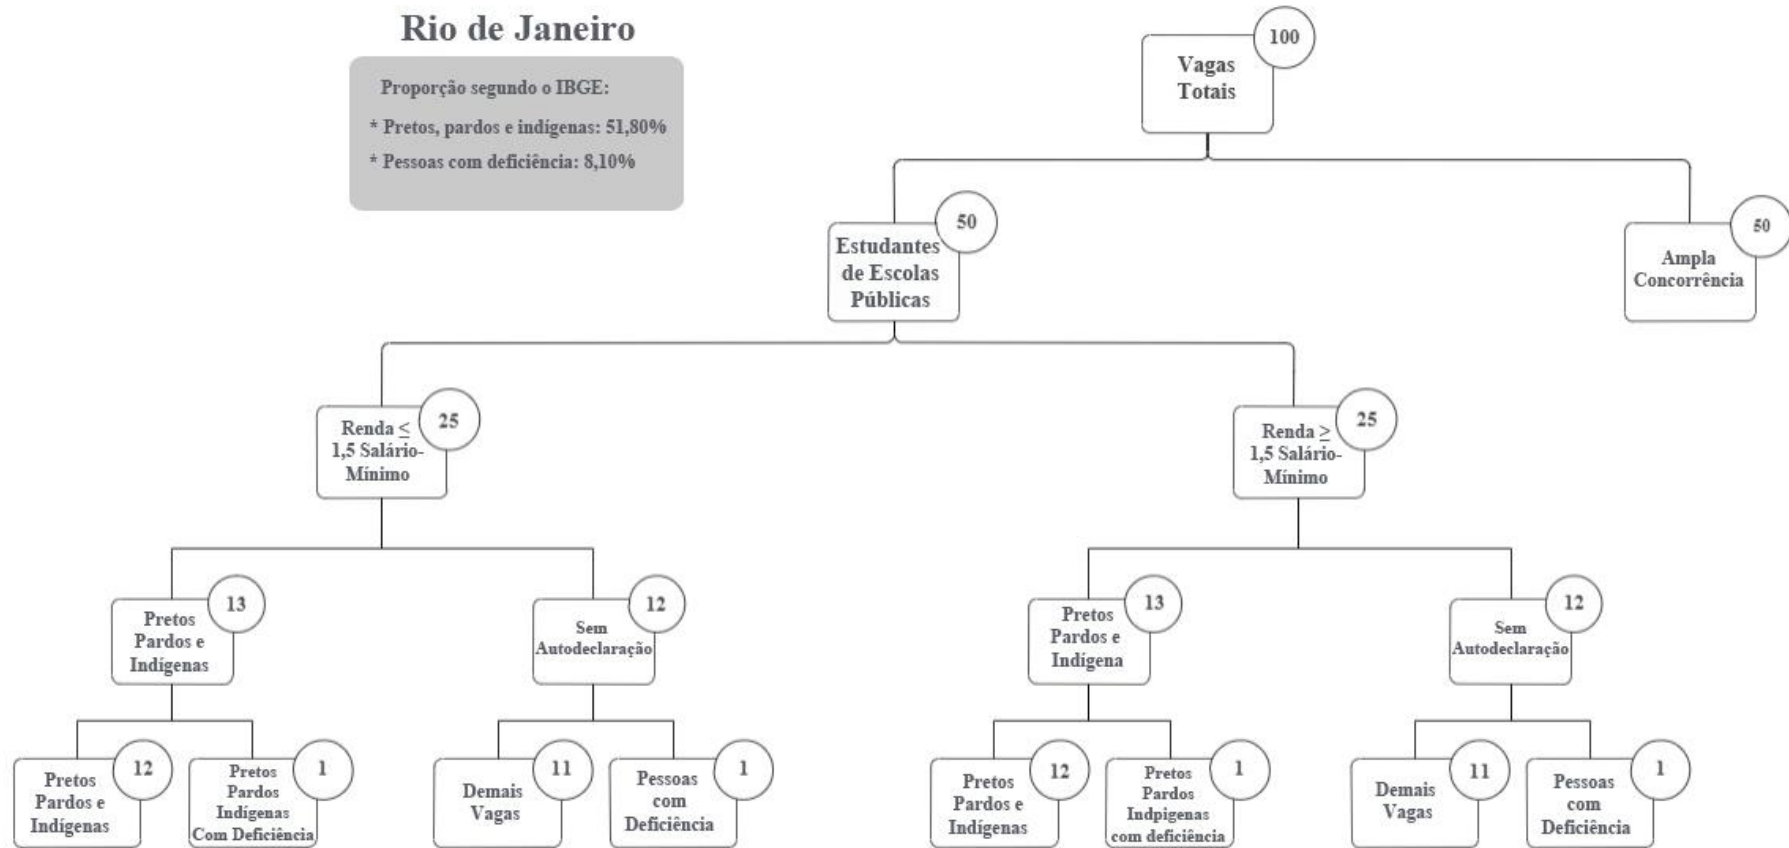 Rio de Janeiro
Proporção segundo o IBGE:
* Pretos, pardos e indígenas: 51,80%
* Pessoas com deficiência: 8,10%
100
Vagas
Totais
50
Estudantes
de Escolas
Públicas
50
Ampla
Concorrência
25
Renda ≤
1,5 Salário-
Mínimo
25
Renda ≥
1,5 Salário-
Mínimo
13
Pretos
Pardos e
Indígenas
12
Sem
Autodeclaração
13
Pretos
Pardos e
Indígena
12
Sem
Autodeclaração
12
Pretos
Pardos e
Indígenas
1
Pretos
Pardos
Indígenas
Com Deficiência
11
Demais
Vagas
1
Pessoas
com
Deficiência
12
Pretos
Pardos e
Indígenas
1
Pretos
Pardos
Indpigenas
com deficiência
11
Demais
Vagas
1
Pessoas
com
Deficiência